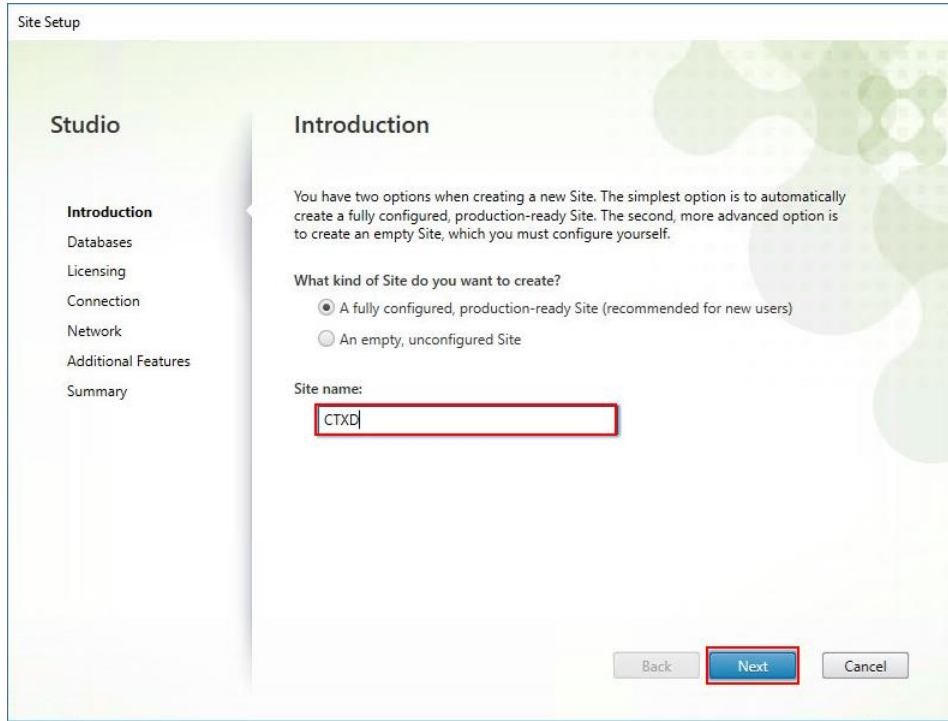 Site Setup
Studio
Introduction
Databases
Licensing
Connection
Network
Additional Features
Summary
Introduction
You have two options when creating a new Site. The simplest option is to automatically
create a fully configured, production-ready Site. The second, more advanced option is
to create an empty Site, which you must configure yourself.
What kind of Site do you want to create?
A fully configured, production-ready Site (recommended for new users)
An empty, unconfigured Site
Site name:
CTXD
Back
Next
Cancel